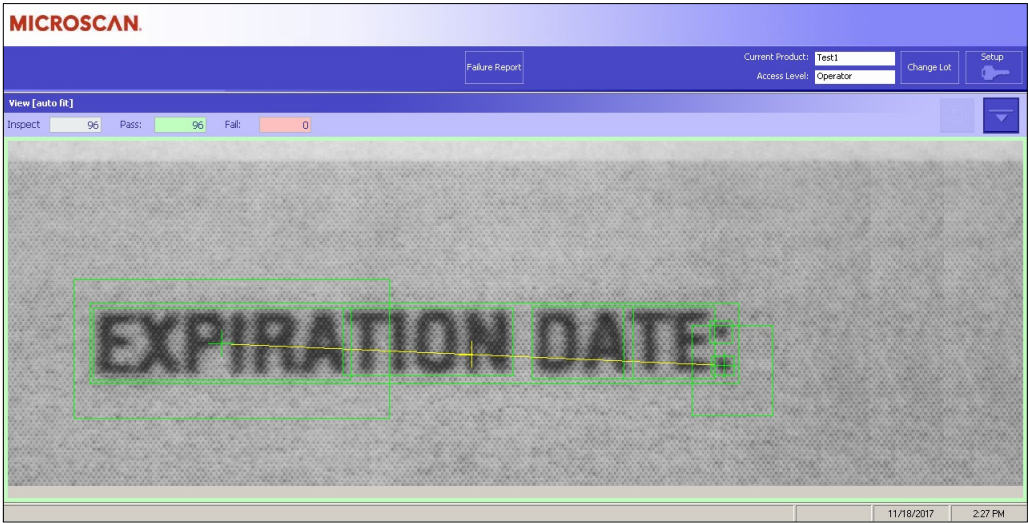 MICROSCAN.
Failure Report
Current Product: Test1
Access Level: Operator
Change Lot
Setup
View [auto fit]
Inspect 96 Pass: 96 Fail: 0
EXPIRATION DATE:
11/18/2017 2:27 PM